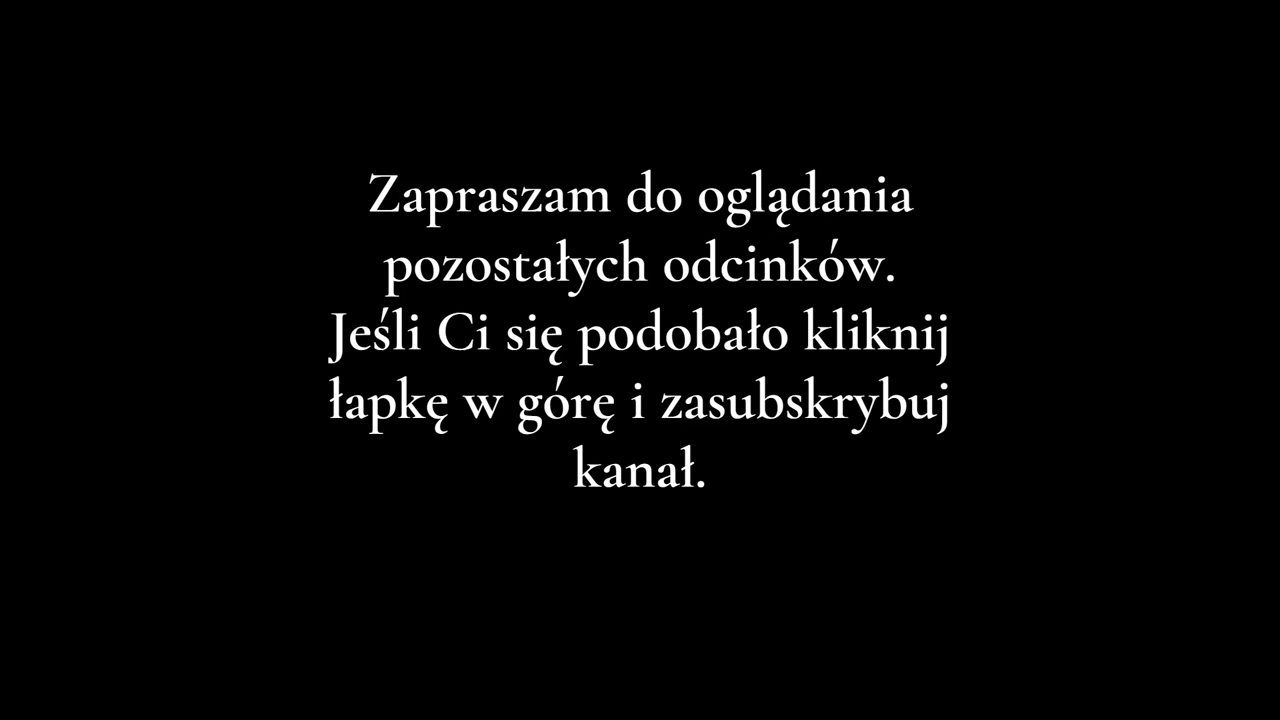 Zapraszam do oglądania
pozostałych odcinków.
Jeśli Ci się podobało kliknij
łapkę w górę i zasubskrybuj
kanał.